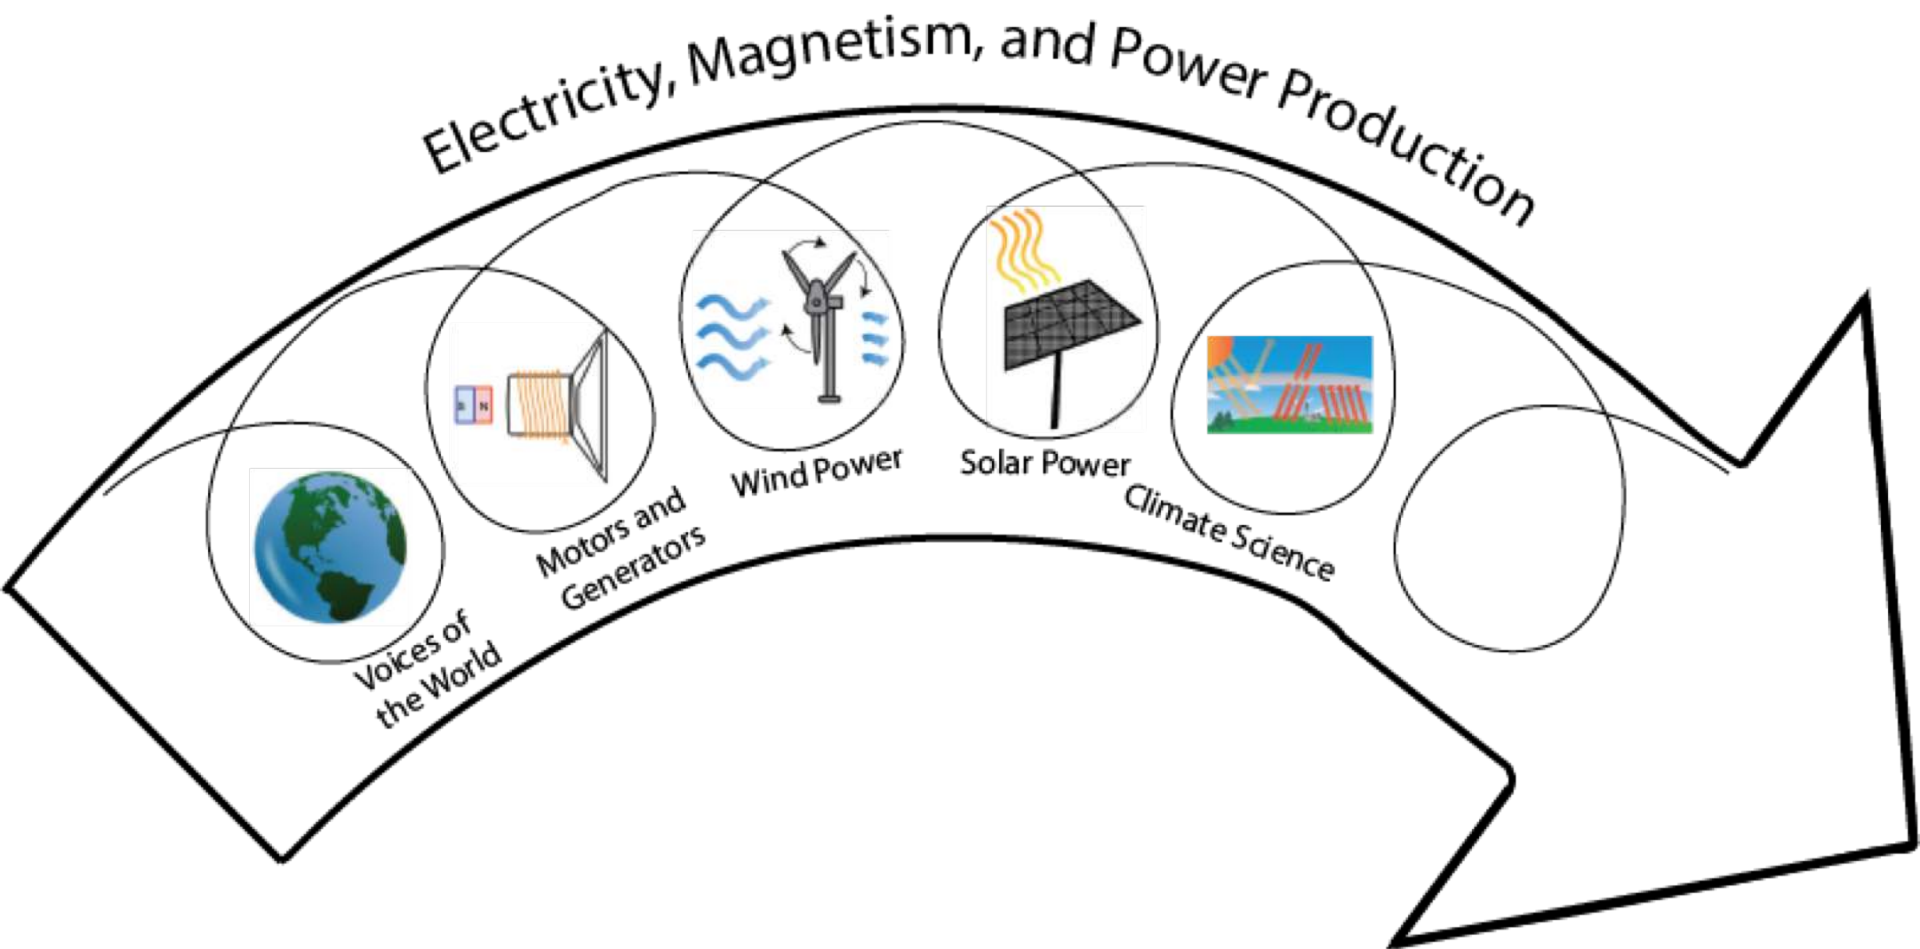 Electricity, Magnetism, and Power Production
Voices of
the World
Motors and
Generators
S N
Wind Power
Solar Power
Climate Science